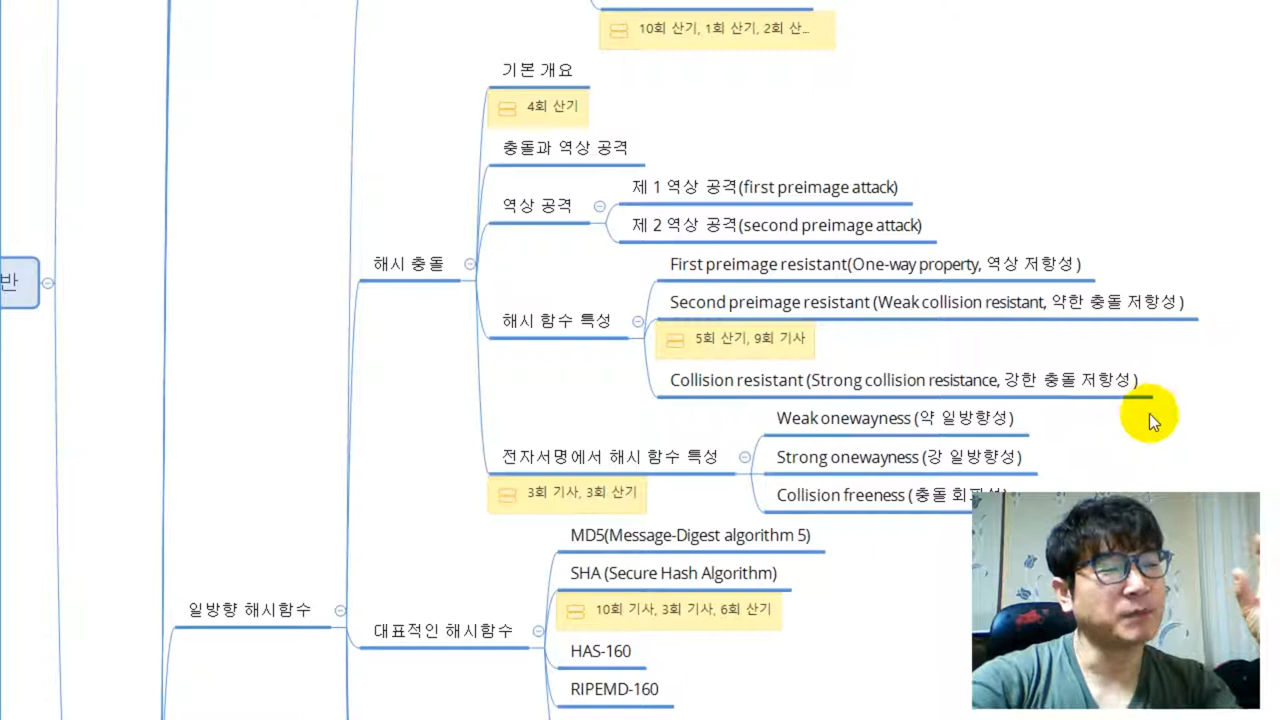 10회 산기, 1회 산기, 2회 산...
기본 개요
4회 산기
충돌과 역상 공격
제 1 역상 공격(first preimage attack)
역상 공격
제 2 역상 공격(second preimage attack)
해시 충돌
First preimage resistant(One-way property, 역상 저항성)
반
Second preimage resistant (Weak collision resistant, 약한 충돌 저항성)
해시 함수 특성
5회 산기, 9회 기사
Collision resistant (Strong collision resistance, 강한 충돌 저항성)
Weak onewayness (약 일방향성)
전자서명에서 해시 함수 특성
Strong onewayness (강 일방향성)
3회 기사, 3회 산기
Collision freeness (충돌
MD5(Message-Digest algorithm 5)
SHA (Secure Hash Algorithm)
10회 기사, 3회 기사, 6회 산기
일방향 해시함수
대표적인 해시함수
HAS-160
RIPEMD-160